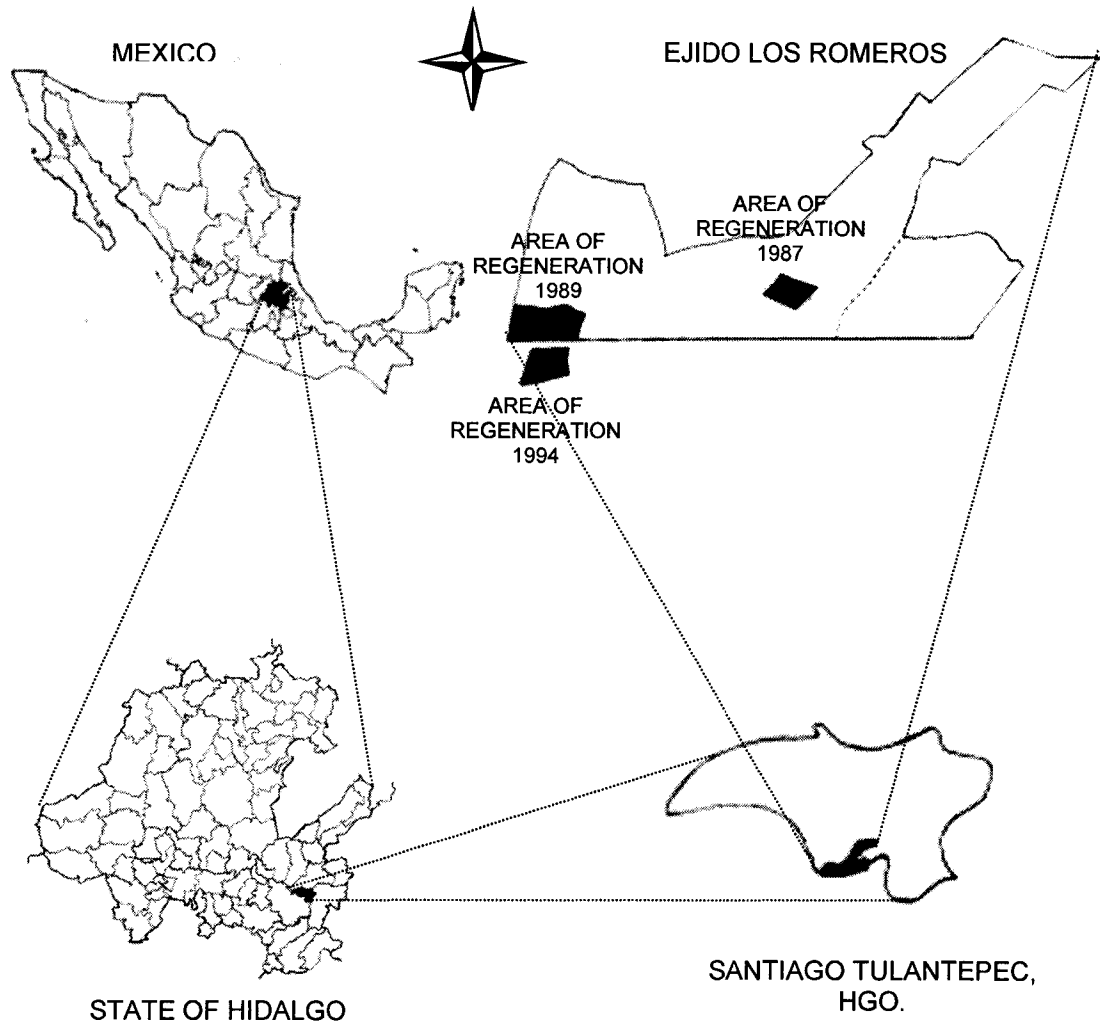 MEXICO
EJIDO LOS ROMEROS
AREA OF
REGENERATION
1987
AREA OF
REGENERATION
1989
AREA OF
REGENERATION
1994
STATE OF HIDALGO
SANTIAGO TULANTEPEC,
HGO.